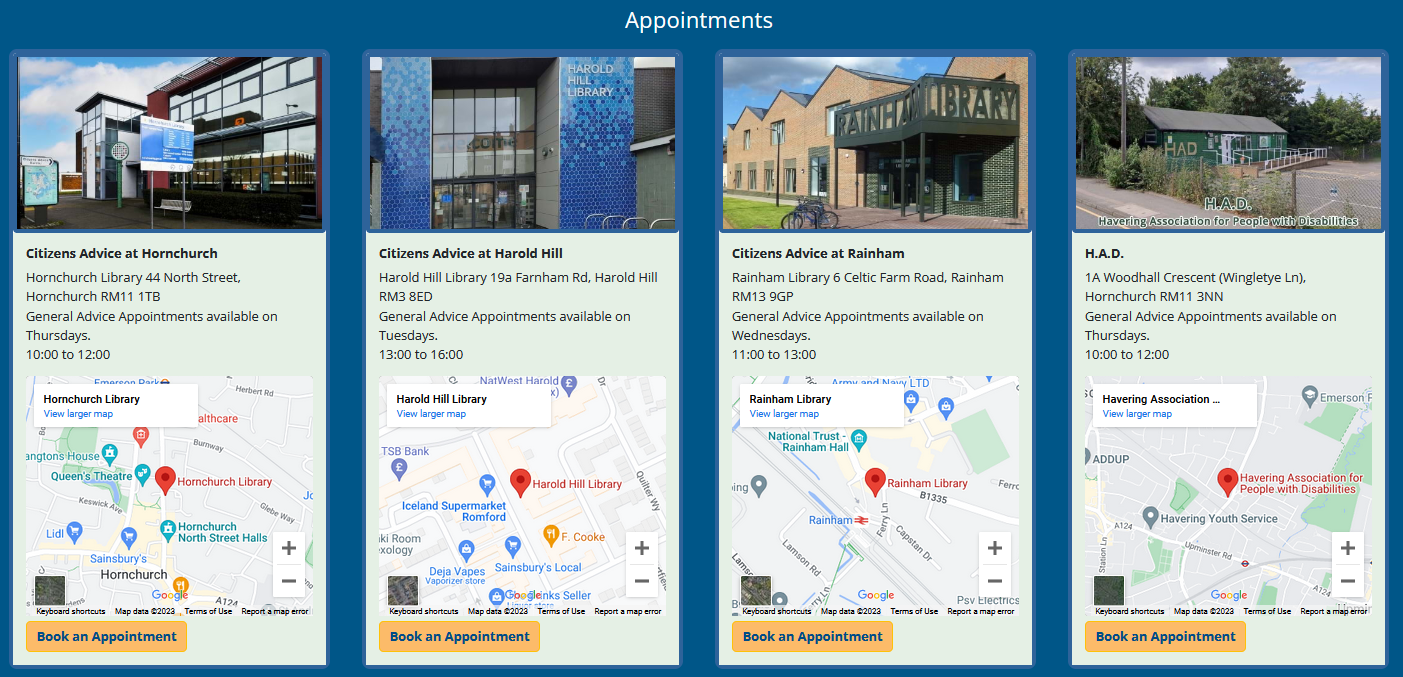 Appointments
HAROLD
HILL
LIBRARY
RAINHAM LIBRARY
HAD
H.A.D.
Havering Association for People with Disabilities
Citizens Advice at Hornchurch
Hornchurch Library 44 North Street,
Hornchurch RM11 1TB
General Advice Appointments available on
Thursdays.
10:00 to 12:00
Emerson Park
Herbert Rd
Hornchurch Library
View larger map
althcare
Burnway
angtons House
Queen's Theatre
Hornchurch Library
Keswick Ave
Glebe Way
Lidl
Hornchurch
North Street Halls
Sainsbury's
Hornchurch
A124
Google
Keyboard shortcuts
Map data ©2023
Terms of Use
Report a map error
Book an Appointment
Citizens Advice at Harold Hill
Harold Hill Library 19a Farnham Rd, Harold Hill
RM3 8ED
General Advice Appointments available on
Tuesdays.
13:00 to 16:00
NatWest Harold
Harold Hill Library
View larger map
TSB Bank
Harold Hill Library
Quilter Wy
Iceland Supermarket
Romford
F. Cooke
ki Room
exology
Deja Vapes
Vaporizer store
Sainsbury's Local
Google
inks Seller
Keyboard shortcuts
Map data ©2023
Terms of Use
Report a map error
Book an Appointment
Citizens Advice at Rainham
Rainham Library 6 Celtic Farm Road, Rainham
RM13 9GP
General Advice Appointments available on
Wednesdays.
11:00 to 13:00
Army and Navy LTD
Rainham Library
View larger map
National Trust -
Rainham Hall
ing
Rainham Library
B1335
Ferry Ln
Rainham
Capstan Dr
Lamson Rd
Psv Electrics
Google
Keyboard shortcuts
Map data ©2023
Terms of Use
Report a map error
Book an Appointment
H.A.D.
1A Woodhall Crescent (Wingletye Ln),
Hornchurch RM11 3NN
General Advice Appointments available on
Thursdays.
10:00 to 12:00
Havering Association ...
View larger map
Emerson P
ADDUP
Havering Association for
People with Disabilities
Havering Youth Service
A124
Upminster Rd
Station Ln
A124
Google
Keyboard shortcuts
Map data ©2023
Terms of Use
Report a map error
Book an Appointment